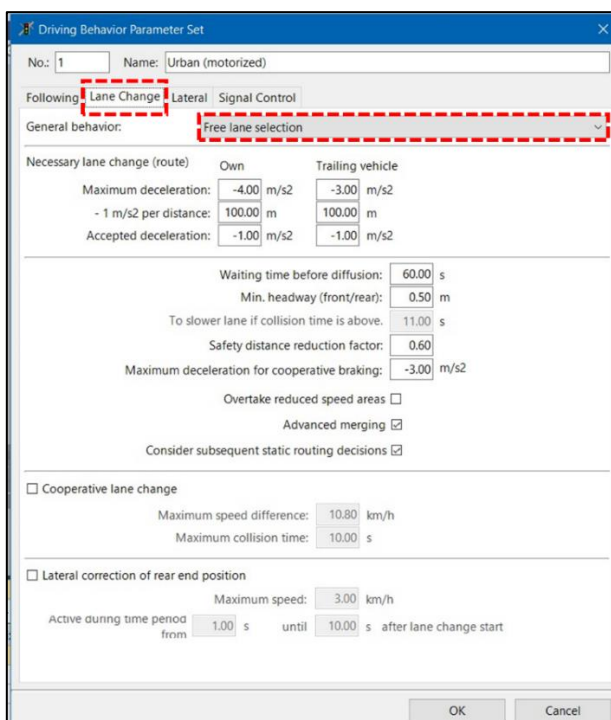 Driving Behavior Parameter Set
No.: 1 Name: Urban (motorized)
Following Lane Change Lateral Signal Control
General behavior: Free lane selection
Necessary lane change (route) Own Trailing vehicle
Maximum deceleration: -4.00 m/s2 -3.00 m/s2
- 1 m/s2 per distance: 100.00 m 100.00 m
Accepted deceleration: -1.00 m/s2 -1.00 m/s2
Waiting time before diffusion: 60.00 s
Min. headway (front/rear): 0.50 m
To slower lane if collision time is above. 11.00 s
Safety distance reduction factor: 0.60
Maximum deceleration for cooperative braking: -3.00 m/s2
Overtake reduced speed areas
Advanced merging
Consider subsequent static routing decisions
Cooperative lane change
Maximum speed difference: 10.80 km/h
Maximum collision time: 10.00 s
Lateral correction of rear end position
Maximum speed: 3.00 km/h
Active during time period
from 1.00 s until 10.00 s after lane change start
OK Cancel